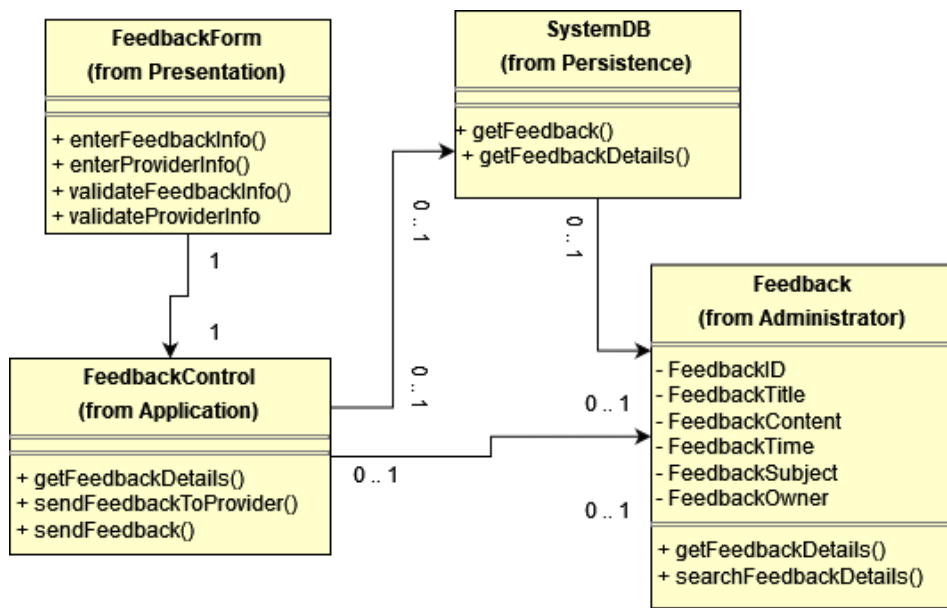 FeedbackForm
(from Presentation)
+ enterFeedbackInfo()
+ enterProviderInfo()
+ validateFeedbackInfo()
+ validateProviderInfo
1
1
FeedbackControl
(from Application)
+ getFeedbackDetails()
+ sendFeedbackToProvider()
+ sendFeedback()
SystemDB
(from Persistence)
+ getFeedback()
+ getFeedbackDetails()
0 .. 1
0 .. 1
0 .. 1
0 .. 1
0 .. 1
0 .. 1
Feedback
(from Administrator)
- FeedbackID
- FeedbackTitle
- FeedbackContent
- FeedbackTime
- FeedbackSubject
- FeedbackOwner
+ getFeedbackDetails()
+ searchFeedbackDetails()